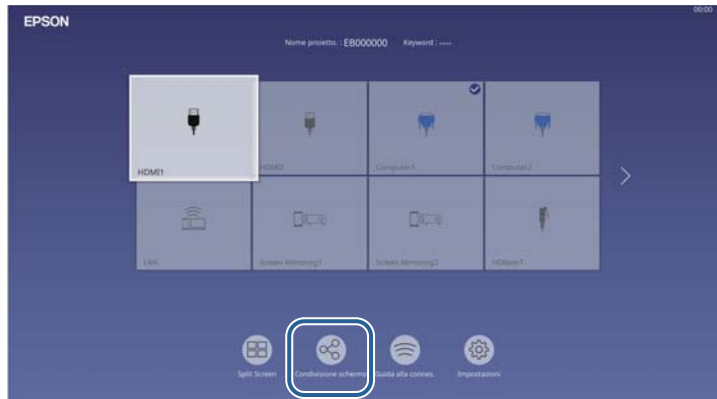 00:00
EPSON
Nome proietto. : EB000000 Keyword : ----
HDMI1
HDMI2
Computer1
Computer2
LAN
Screen Mirroring1
Screen Mirroring2
HDBaseT
Split Screen
Condivisione schermo
Guida alla connes.
Impostazioni